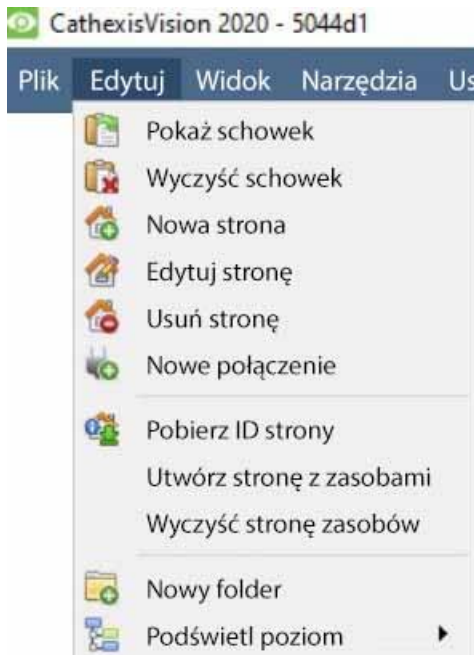 CathexisVision 2020 - 5044d1
Plik Edytuj Widok Narzędzia Us
Pokaż schowek
Wyczyść schowek
Nowa strona
Edytuj stronę
Usuń stronę
Nowe połączenie
Pobierz ID strony
Utwórz stronę z zasobami
Wyczyść stronę zasobów
Nowy folder
Podświetl poziom